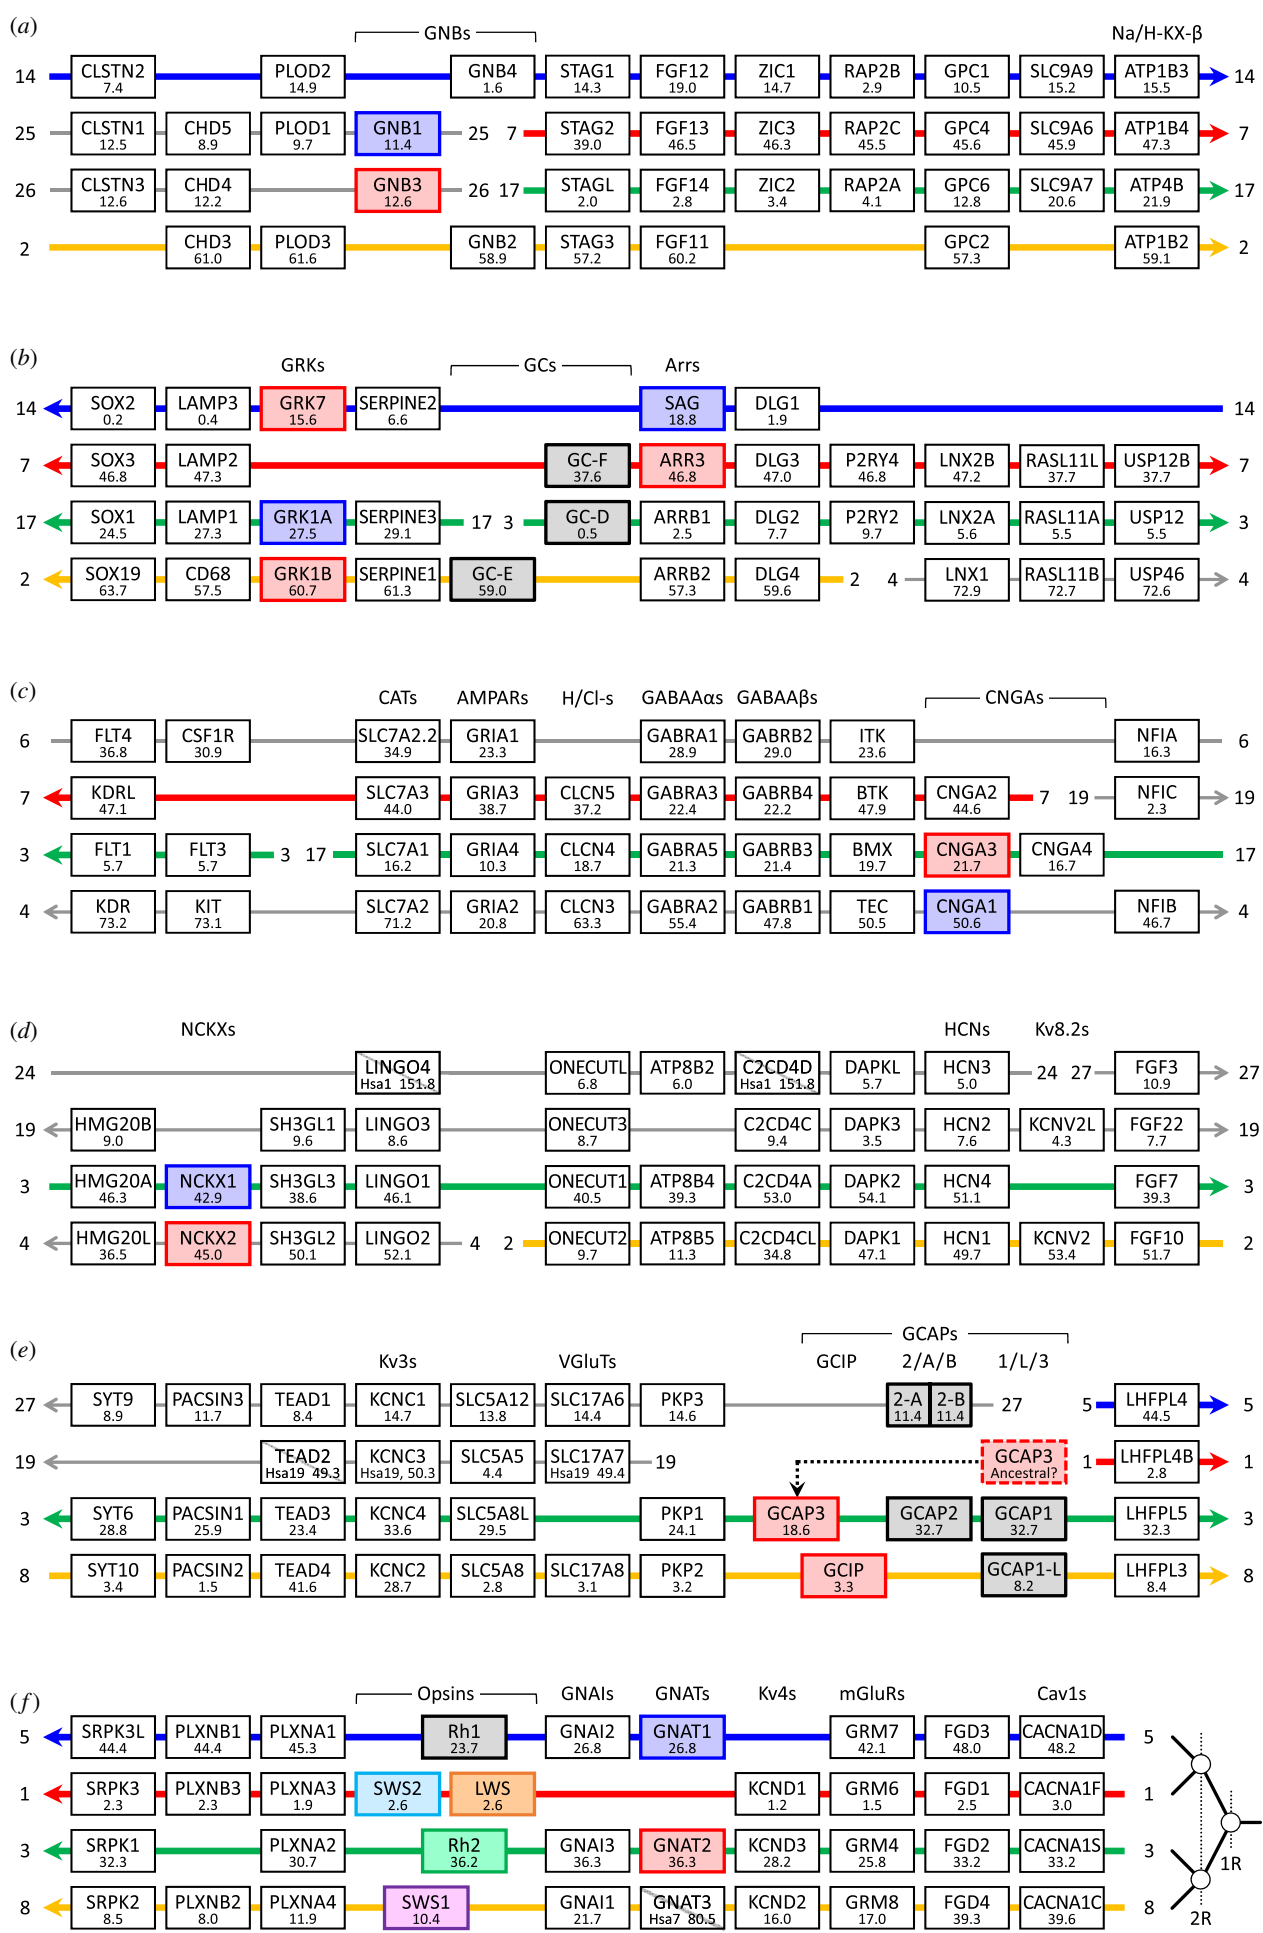 (a) GNBs Na/H-KX-β
14 CLSTN2 PLOD2 GNB4 STAG1 FGF12 ZIC1 RAP2B GPC1 SLC9A9 ATP1B3 14
7.4 14.9 1.6 14.3 19.0 14.7 2.9 10.5 15.2 15.5
25 CLSTN1 CHD5 PLOD1 GNB1 25 7 STAG2 FGF13 ZIC3 RAP2C GPC4 SLC9A6 ATP1B4 7
12.5 8.9 9.7 11.4 39.0 46.5 46.3 45.5 45.6 45.9 47.3
26 CLSTN3 CHD4 GNB3 26 17 STAGL FGF14 ZIC2 RAP2A GPC6 SLC9A7 ATP4B 17
12.6 12.2 12.6 2.0 2.8 3.4 4.1 12.8 20.6 21.9
2 CHD3 PLOD3 GNB2 STAG3 FGF11 GPC2 ATP1B2 2
61.0 61.6 58.9 57.2 60.2 57.3 59.1
(b) GRKs GCs Arrs
14 SOX2 LAMP3 GRK7 SERPINE2 SAG DLG1 14
0.2 0.4 15.6 6.6 18.8 1.9
7 SOX3 LAMP2 GC-F ARR3 DLG3 P2RY4 LNX2B RASL11L USP12B 7
46.8 47.3 37.6 46.8 47.0 46.8 47.2 37.7 37.7
17 SOX1 LAMP1 GRK1A SERPINE3 17 3 GC-D ARRB1 DLG2 P2RY2 LNX2A RASL11A USP12 3
24.5 27.3 27.5 29.1 0.5 2.5 7.7 9.7 5.6 5.5 5.5
2 SOX19 CD68 GRK1B SERPINE1 GC-E ARRB2 DLG4 2 4 LNX1 RASL11B USP46 4
63.7 57.5 60.7 61.3 59.0 57.3 59.6 72.9 72.7 72.6
(c) CATs AMPARs H/Cl-s GABAAαs GABAAβs CNGAs
6 FLT4 CSF1R SLC7A2.2 GRIA1 GABRA1 GABRB2 ITK NFIA 6
36.8 30.9 34.9 23.3 28.9 29.0 23.6 16.3
7 KDRL SLC7A3 GRIA3 CLCN5 GABRA3 GABRB4 BTK CNGA2 7 19 NFIC 19
47.1 44.0 38.7 37.2 22.4 22.2 47.9 44.6 2.3
3 FLT1 FLT3 3 17 SLC7A1 GRIA4 CLCN4 GABRA5 GABRB3 BMX CNGA3 CNGA4 17
5.7 5.7 16.2 10.3 18.7 21.3 21.4 19.7 21.7 16.7
4 KDR KIT SLC7A2 GRIA2 CLCN3 GABRA2 GABRB1 TEC CNGA1 NFIB 4
73.2 73.1 71.2 20.8 63.3 55.4 47.8 50.5 50.6 46.7
(d) NCKXs HCNs Kv8.2s
24 LINGO4 ONECUTL ATP8B2 C2CD4D DAPKL HCN3 24 27 FGF3 27
Hsa1 151.8 6.8 6.0 Hsa1 151.8 5.7 5.0 10.9
19 HMG20B SH3GL1 LINGO3 ONECUT3 C2CD4C DAPK3 HCN2 KCNV2L FGF22 19
9.0 9.6 8.6 8.7 9.4 3.5 7.6 4.3 7.7
3 HMG20A NCKX1 SH3GL3 LINGO1 ONECUT1 ATP8B4 C2CD4A DAPK2 HCN4 FGF7 3
46.3 42.9 38.6 46.1 40.5 39.3 53.0 54.1 51.1 39.3
4 HMG20L NCKX2 SH3GL2 LINGO2 4 2 ONECUT2 ATP8B5 C2CD4CL DAPK1 HCN1 KCNV2 FGF10 2
36.5 45.0 50.1 52.1 9.7 11.3 34.8 47.1 49.7 53.4 51.7
(e) GCAPs
Kv3s VGluTs GCIP 2/A/B 1/L/3
27 SYT9 PACSIN3 TEAD1 KCNC1 SLC5A12 SLC17A6 PKP3 2-A 2-B 27 5 LHFPL4 5
8.9 11.7 8.4 14.7 13.8 14.4 14.6 11.4 11.4 44.5
19 TEAD2 KCNC3 SLC5A5 SLC17A7 19 GCAP3 1 LHFPL4B 1
Hsa19 49.3 Hsa19, 50.3 4.4 Hsa19 49.4 Ancestral? 2.8
3 SYT6 PACSIN1 TEAD3 KCNC4 SLC5A8L PKP1 GCAP3 GCAP2 GCAP1 LHFPL5 3
28.8 25.9 23.4 33.6 29.5 24.1 18.6 32.7 32.7 32.3
8 SYT10 PACSIN2 TEAD4 KCNC2 SLC5A8 SLC17A8 PKP2 GCIP GCAP1-L LHFPL3 8
3.4 1.5 41.6 28.7 2.8 3.1 3.2 3.3 8.2 8.4
(f) Opsins GNAIs GNATs Kv4s mGluRs Cav1s
5 SRPK3L PLXNB1 PLXNA1 Rh1 GNAI2 GNAT1 GRM7 FGD3 CACNA1D 5
44.4 44.4 45.3 23.7 26.8 26.8 42.1 48.0 48.2
1 SRPK3 PLXNB3 PLXNA3 SWS2 LWS KCND1 GRM6 FGD1 CACNA1F 1
2.3 2.3 1.9 2.6 2.6 1.2 1.5 2.5 3.0
3 SRPK1 PLXNA2 Rh2 GNAI3 GNAT2 KCND3 GRM4 FGD2 CACNA1S 3
32.3 30.7 36.2 36.3 36.3 28.2 25.8 33.2 33.2
1R
8 SRPK2 PLXNB2 PLXNA4 SWS1 GNAI1 GNAT3 KCND2 GRM8 FGD4 CACNA1C 8
8.5 8.0 11.9 10.4 21.7 Hsa7 80.5 16.0 17.0 39.3 39.6
2R